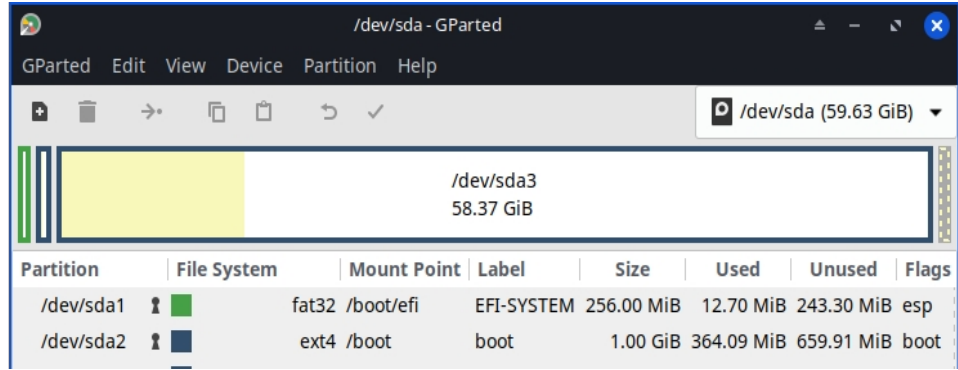 /dev/sda - GParted
GParted Edit View Device Partition Help
/dev/sda (59.63 GiB)
/dev/sda3
58.37 GiB
Partition File System Mount Point Label Size Used Unused Flags
/dev/sda1 fat32 /boot/efi EFI-SYSTEM 256.00 MiB 12.70 MiB 243.30 MiB esp
/dev/sda2 ext4 /boot boot 1.00 GiB 364.09 MiB 659.91 MiB boot